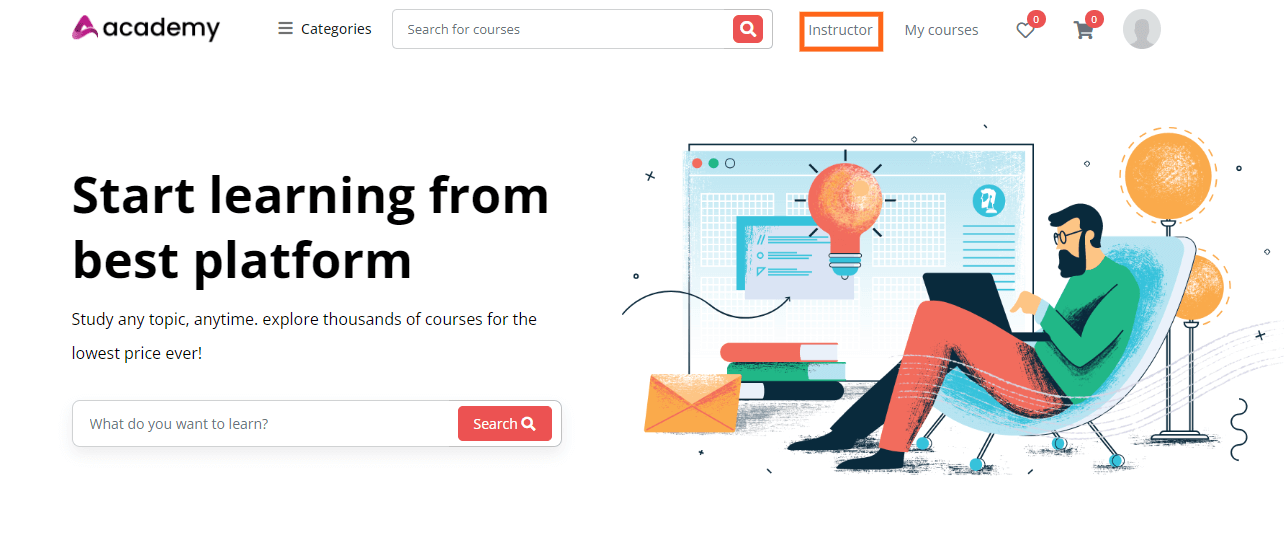 academy
Categories
Search for courses
Instructor
My courses
0
0
Start learning from
best platform
Study any topic, anytime. explore thousands of courses for the
lowest price ever!
What do you want to learn?
Search